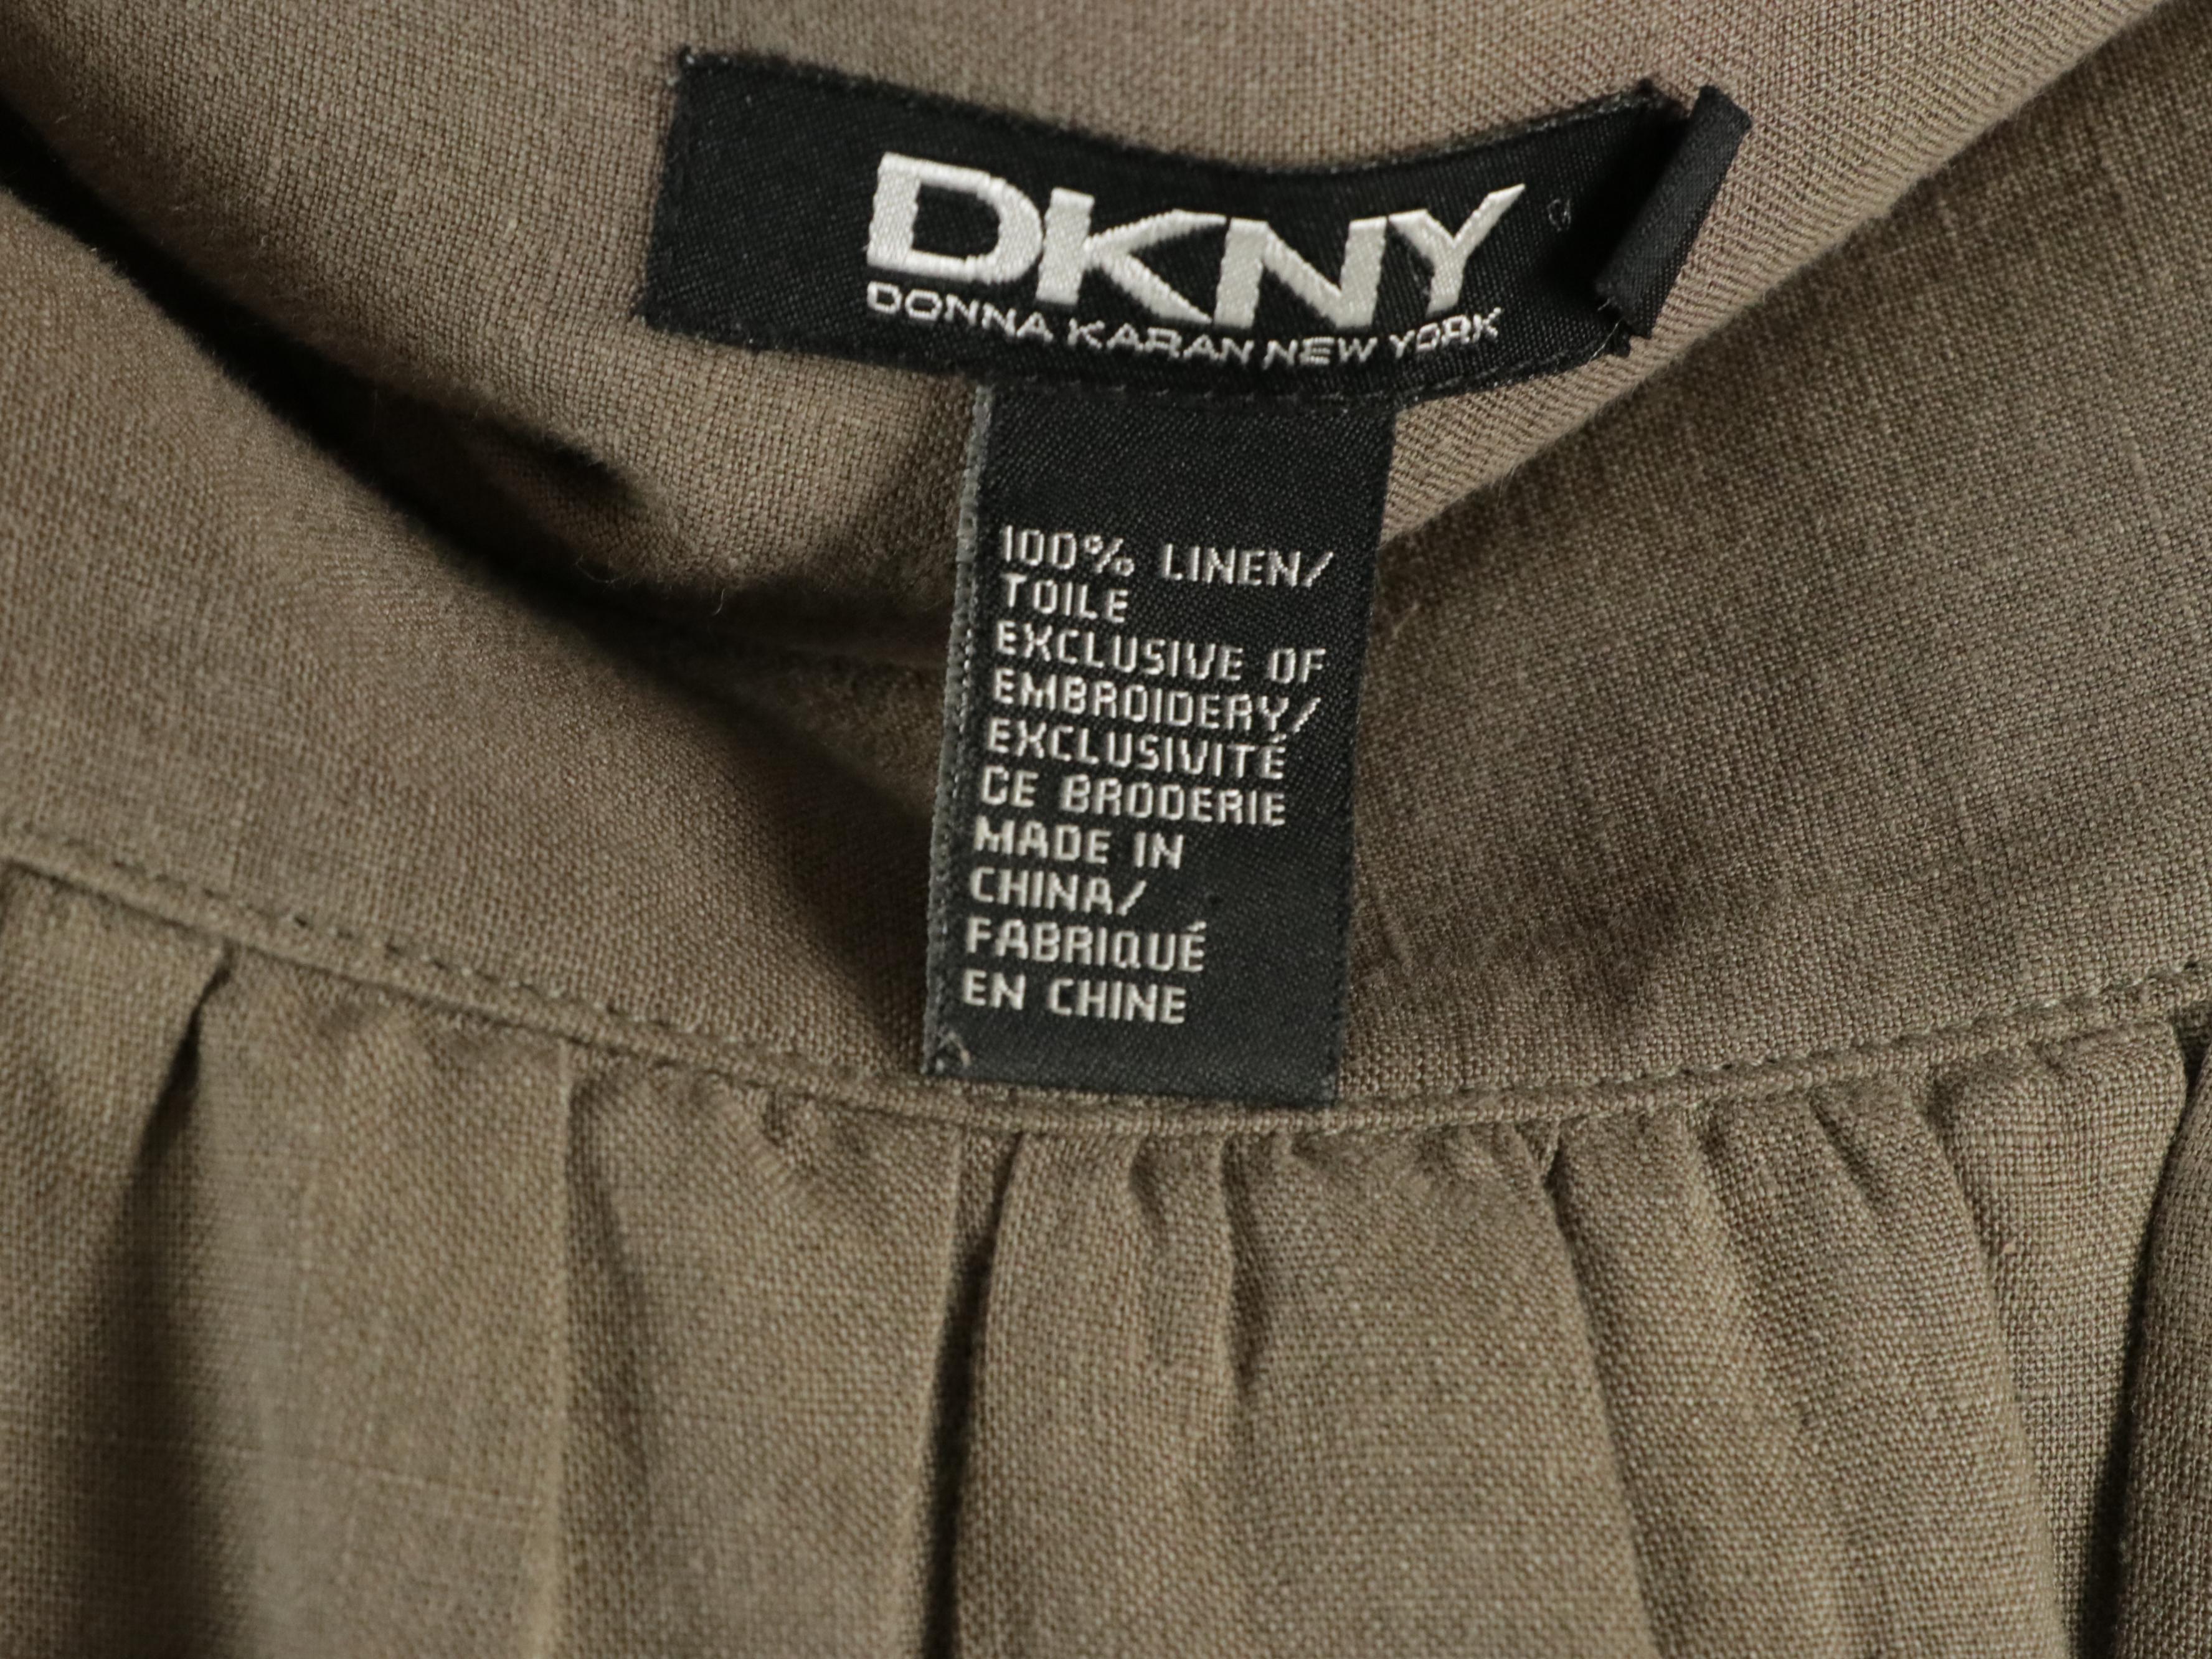 DKNY
DONNA KARAN NEW YORK
100% LINEN/
TOILE
EXCLUSIVE OF
EMBROIDERY/
EXCLUSIVITÉ
DE BRODERIE
MADE IN
CHINA/
FABRIQUÉ
EN CHINE